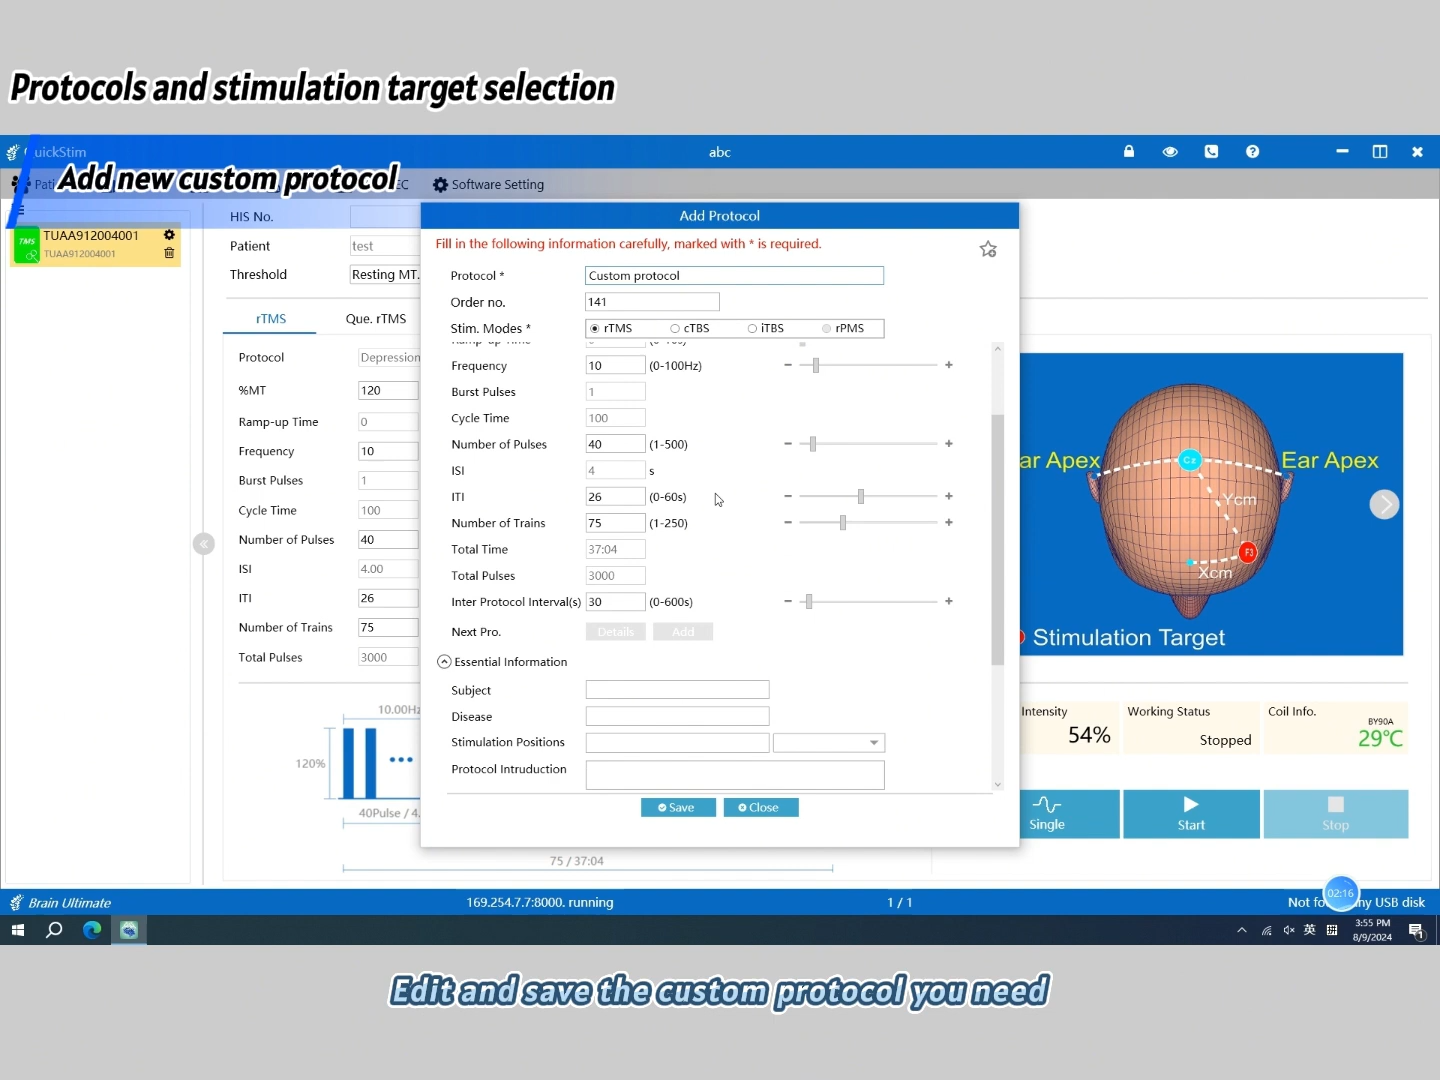 Protocols and stimulation target selection
QuickStim
abc
Add new custom protocol
Software Setting
TUAA912004001
TUAA912004001
TMS
HIS No.
Patient
test
Threshold
Resting MT.
rTMS
Que. rTMS
Protocol
Depression
%MT
120
Ramp-up Time
0
Frequency
10
Burst Pulses
1
Cycle Time
100
Number of Pulses
40
ISI
4.00
ITI
26
Number of Trains
75
Total Pulses
3000
10.00Hz
120%
40Pulse / 4.
75 / 37:04
Add Protocol
Fill in the following information carefully, marked with * is required.
Protocol *
Custom protocol
Order no.
141
Stim. Modes *
rTMS
cTBS
iTBS
rPMS
Frequency
10
(0-100Hz)
Burst Pulses
1
Cycle Time
100
Number of Pulses
40
(1-500)
ISI
4
s
ITI
26
(0-60s)
Number of Trains
75
(1-250)
Total Time
37:04
Total Pulses
3000
Inter Protocol Interval(s)
30
(0-600s)
Next Pro.
Details
Add
Essential Information
Subject
Disease
Stimulation Positions
Protocol Intruduction
Save
Close
ar Apex
Ear Apex
Cz
Ycm
F3
Xcm
Stimulation Target
Intensity
54%
Working Status
Stopped
Coil Info.
BY90A
29℃
Single
Start
Stop
Brain Ultimate
169.254.7.7:8000. running
1 / 1
Not fo
02:16
ny USB disk
英
3:55 PM
8/9/2024
1
Edit and save the custom protocol you need